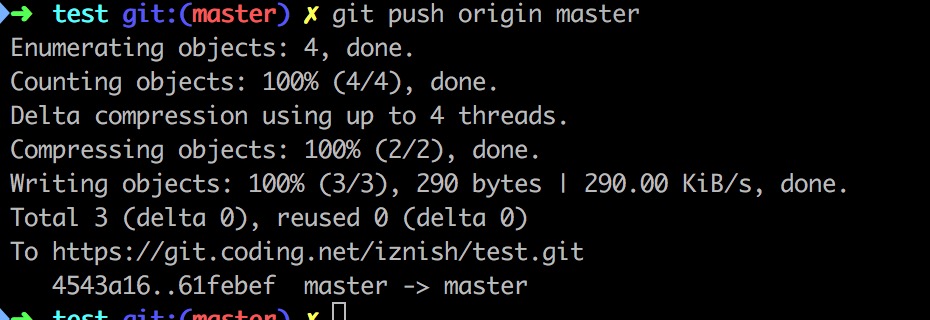 ➜ test git:(master) ✗ git push origin master
Enumerating objects: 4, done.
Counting objects: 100% (4/4), done.
Delta compression using up to 4 threads.
Compressing objects: 100% (2/2), done.
Writing objects: 100% (3/3), 290 bytes | 290.00 KiB/s, done.
Total 3 (delta 0), reused 0 (delta 0)
To https://git.coding.net/iznish/test.git
   4543a16..61febef  master -> master
➜ test git:(master) ✗